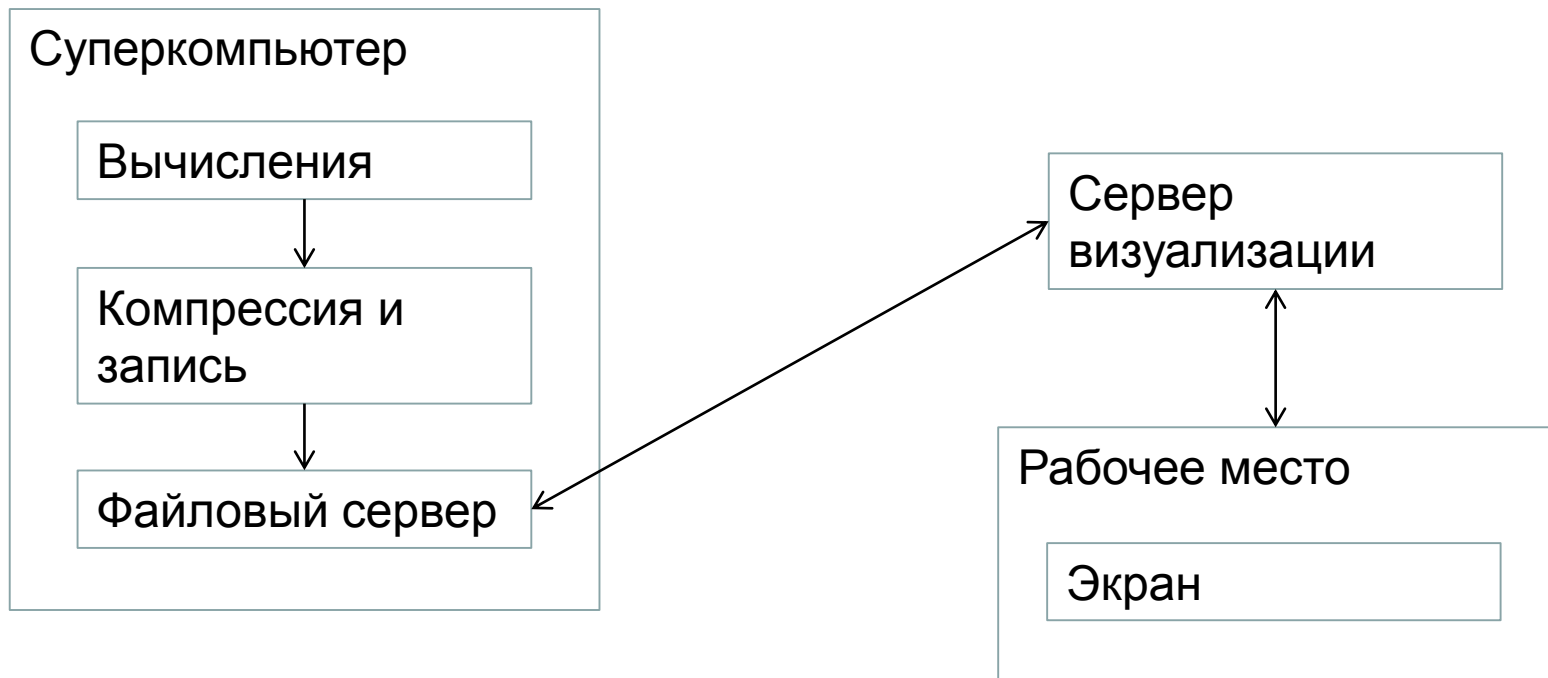 Суперкомпьютер
Вычисления
Компрессия и
запись
Файловый сервер
Сервер
визуализации
Рабочее место
Экран